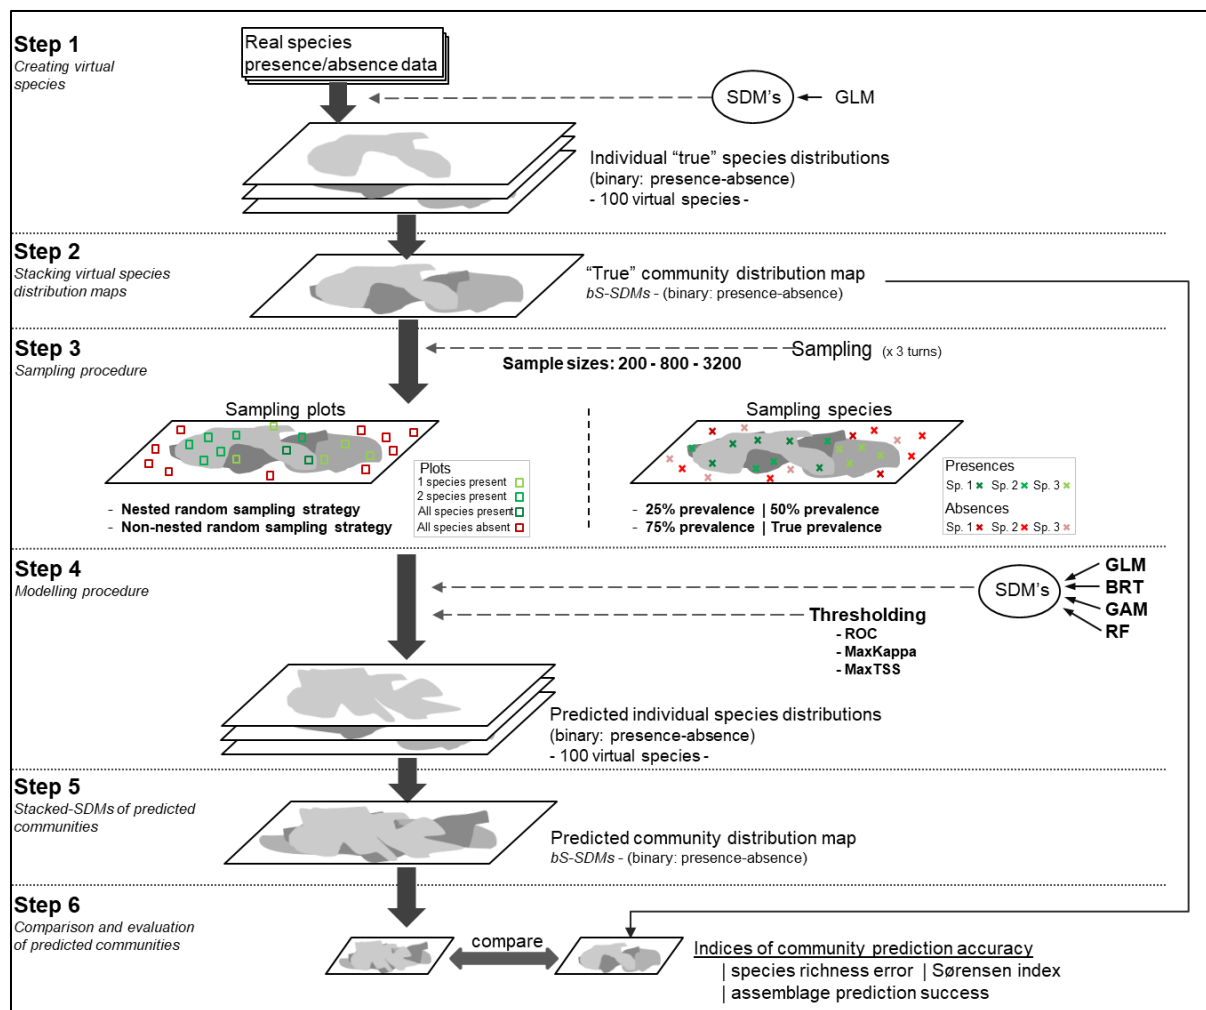 Step 1
Creating virtual
species
Real species
presence/absence data
SDM's
GLM
Individual “true” species distributions
(binary: presence-absence)
- 100 virtual species -
Step 2
Stacking virtual species
distribution maps
“True” community distribution map
bS-SDMs - (binary: presence-absence)
Step 3
Sampling procedure
Sampling (x 3 turns)
Sample sizes: 200 - 800 - 3200
Sampling plots
Plots
1 species present
2 species present
All species present
All species absent
- Nested random sampling strategy
- Non-nested random sampling strategy
Sampling species
Presences
Sp. 1 x Sp. 2 x Sp. 3 x
Absences
Sp. 1 x Sp. 2 x Sp. 3 x
- 25% prevalence | 50% prevalence
- 75% prevalence | True prevalence
Step 4
Modelling procedure
SDM's
GLM
BRT
GAM
RF
Thresholding
- ROC
- MaxKappa
- MaxTSS
Predicted individual species distributions
(binary: presence-absence)
- 100 virtual species -
Step 5
Stacked-SDMs of predicted
communities
Predicted community distribution map
bS-SDMs - (binary: presence-absence)
Step 6
Comparison and evaluation
of predicted communities
compare
Indices of community prediction accuracy
| species richness error | Sørensen index
| assemblage prediction success